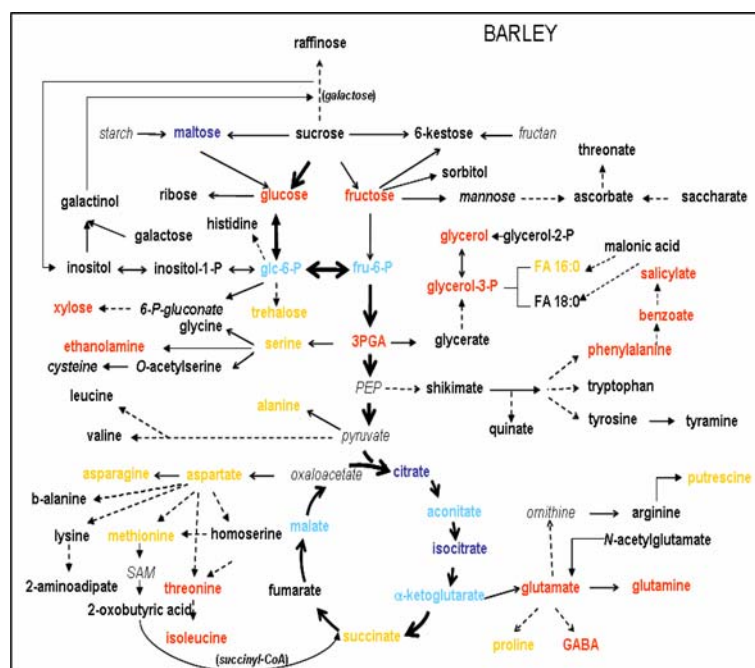 BARLEY
raffinose
(galactose)
starch
maltose
sucrose
6-kestose
fructan
threonate
sorbitol
ribose
glucose
fructose
mannose
ascorbate
saccharate
galactinol
histidine
galactose
glycerol
glycerol-2-P
malonic acid
inositol
inositol-1-P
glc-6-P
fru-6-P
glycerol-3-P
FA 16:0
salicylate
FA 18:0
xylose
6-P-gluconate
trehalose
benzoate
glycine
ethanolamine
serine
3PGA
glycerate
phenylalanine
cysteine
O-acetylserine
PEP
shikimate
tryptophan
leucine
alanine
quinate
tyrosine
tyramine
valine
pyruvate
asparagine
aspartate
oxaloacetate
citrate
putrescine
b-alanine
aconitate
ornithine
arginine
lysine
methionine
homoserine
malate
isocitrate
N-acetylglutamate
SAM
2-aminoadipate
threonine
fumarate
α-ketoglutarate
glutamate
glutamine
2-oxobutyric acid
isoleucine
succinate
proline
GABA
(succinyl-CoA)